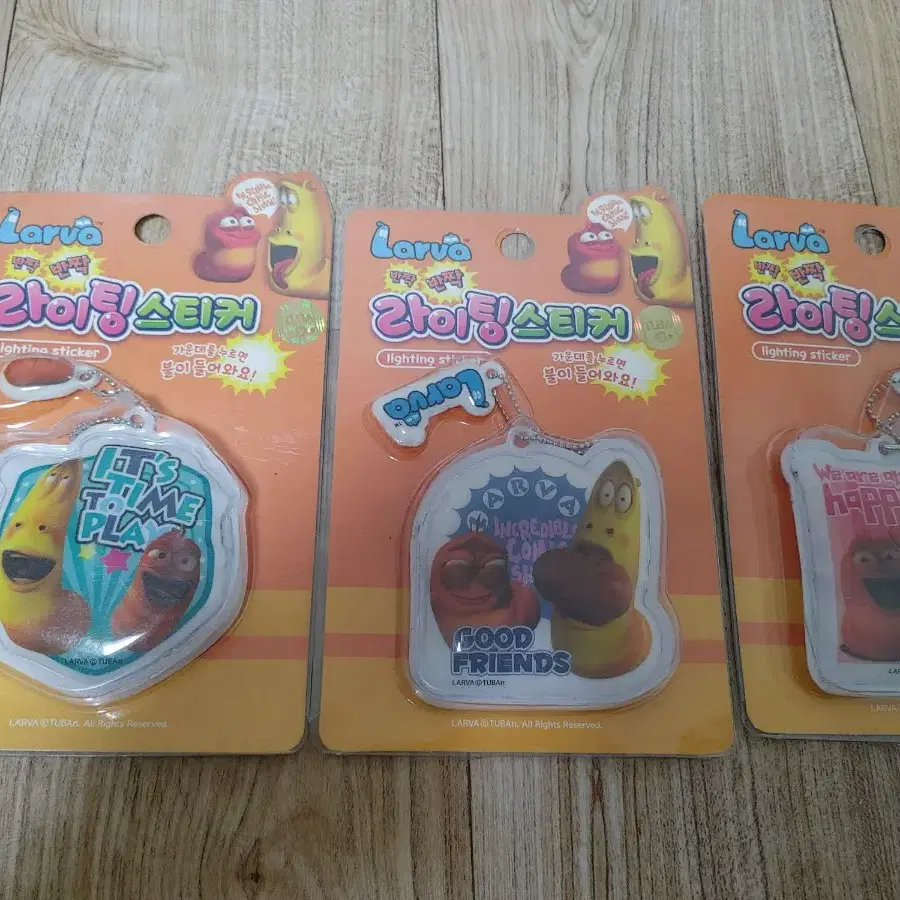 Larva
반짝 반짝
라이팅스티커
lighting sticker
가운데를 누르면
불이 들어와요!
IT'S
TIME
TO
PLAY
LARVA ©TUBAn
LARVA ©TUBAn. All Rights Reserved.
Larva™
반짝 반짝
라이팅스티커
lighting sticker
가운데를 누르면
불이 들어와요!
Larva
LARVA
INCREDIBLE
COMIC
GOOD
FRIENDS
LARVA ©TUBAn
LARVA ©TUBAn. All Rights Reserved.
Larva
반짝 반짝
라이팅스
lighting sticker
We are
happy